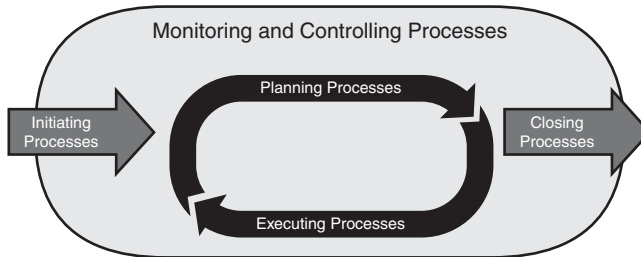 Monitoring and Controlling Processes
Planning Processes
Initiating
Processes
Closing
Processes
Executing Processes